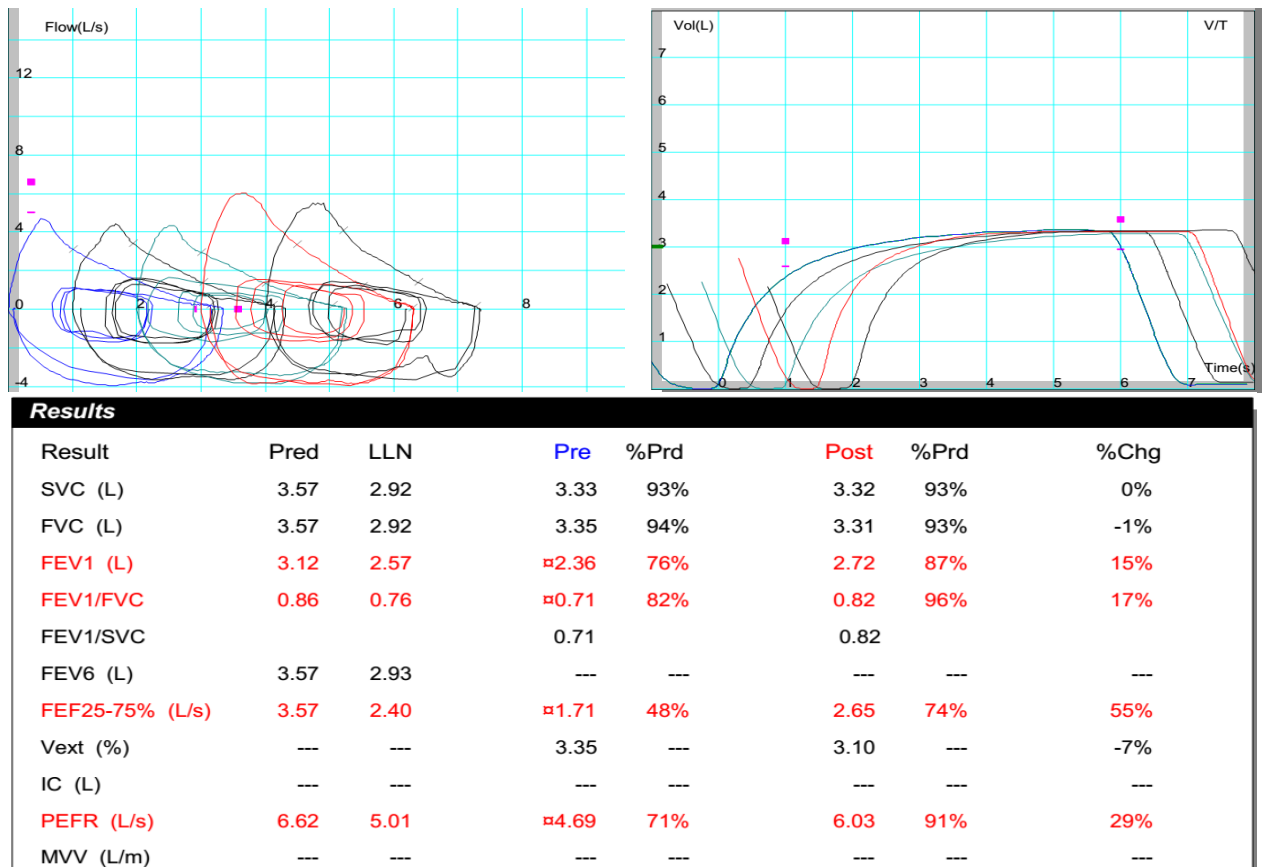 Flow(L/s)
12
8
4
0 2 4 6 8
-4
Vol(L) V/T
7
6
5
4
3
2
1
Time(s)
0 1 2 3 4 5 6 7
Results
Result Pred LLN Pre %Prd Post %Prd %Chg
SVC (L) 3.57 2.92 3.33 93% 3.32 93% 0%
FVC (L) 3.57 2.92 3.35 94% 3.31 93% -1%
FEV1 (L) 3.12 2.57 ¤2.36 76% 2.72 87% 15%
FEV1/FVC 0.86 0.76 ¤0.71 82% 0.82 96% 17%
FEV1/SVC 0.71 0.82
FEV6 (L) 3.57 2.93 --- --- --- --- ---
FEF25-75% (L/s) 3.57 2.40 ¤1.71 48% 2.65 74% 55%
Vext (%) --- --- 3.35 --- 3.10 --- -7%
IC (L) --- --- --- --- --- --- ---
PEFR (L/s) 6.62 5.01 ¤4.69 71% 6.03 91% 29%
MVV (L/m) --- --- --- --- --- --- ---